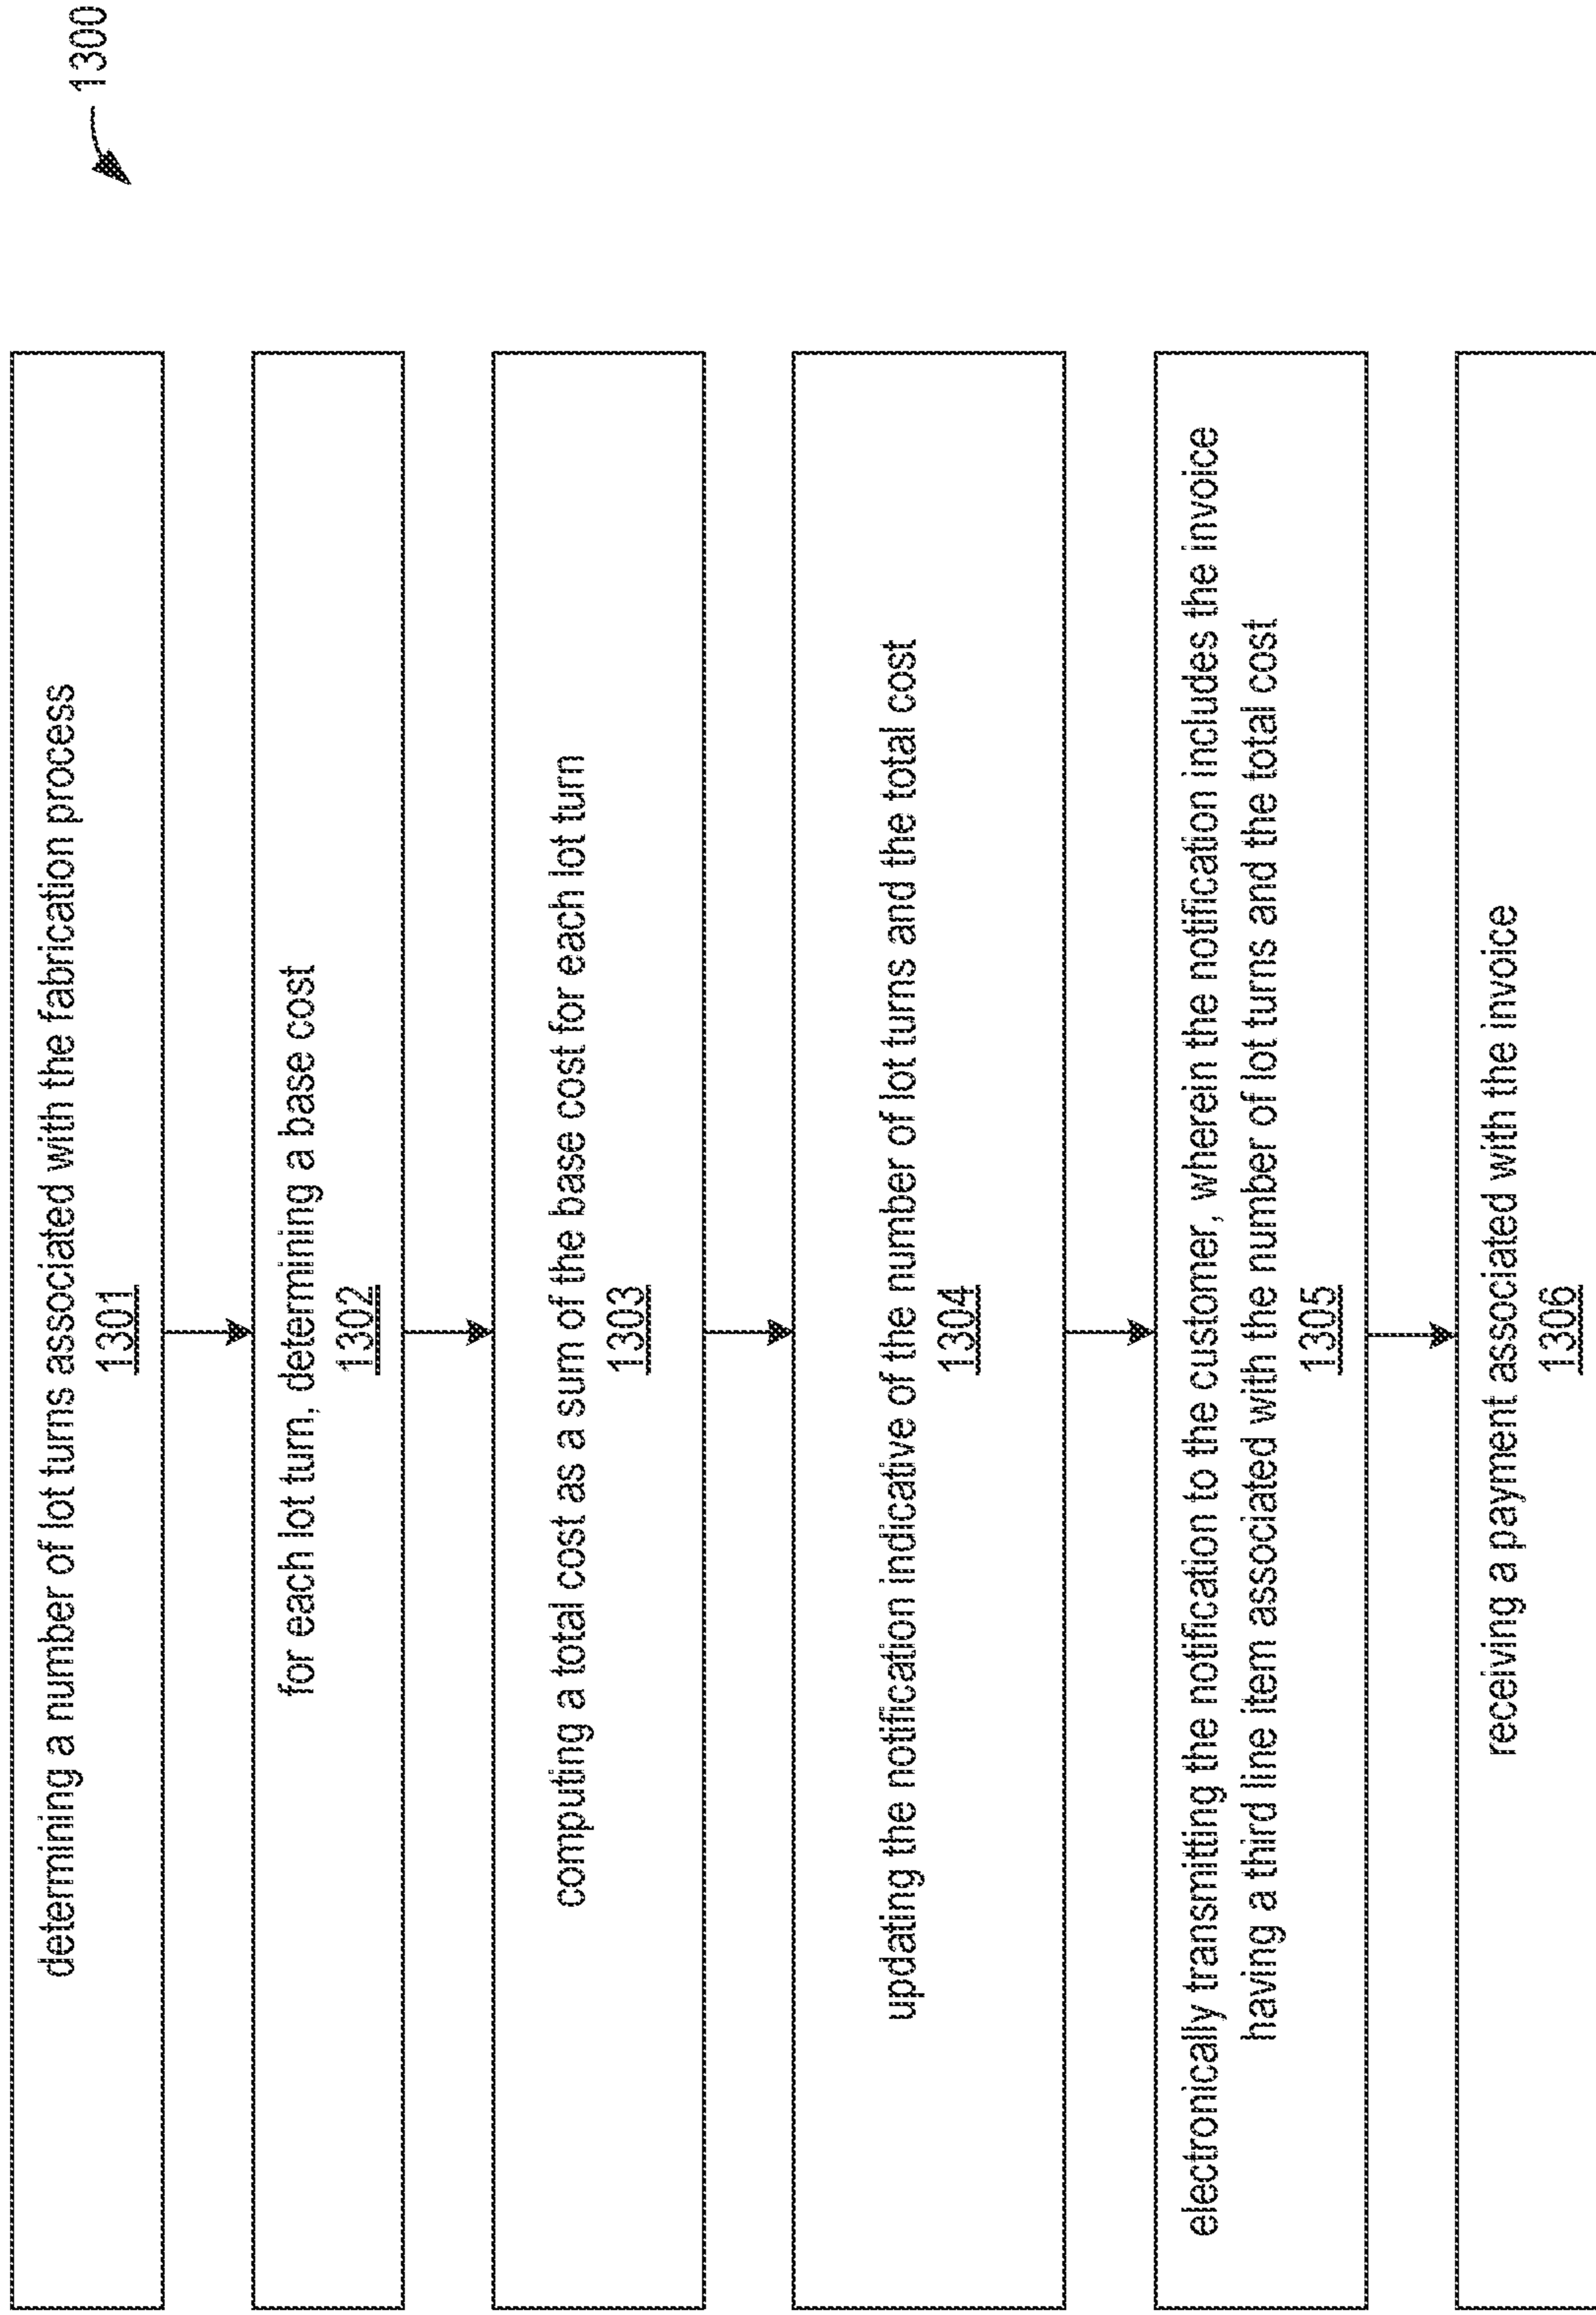 1300
determining a number of lot turns associated with the fabrication process
1301
for each lot turn, determining a base cost
1302
computing a total cost as a sum of the base cost for each lot turn
1303
updating the notification indicative of the number of lot turns and the total cost
1304
electronically transmitting the notification to the customer, wherein the notification includes the invoice
having a third line item associated with the number of lot turns and the total cost
1305
receiving a payment associated with the invoice
1306